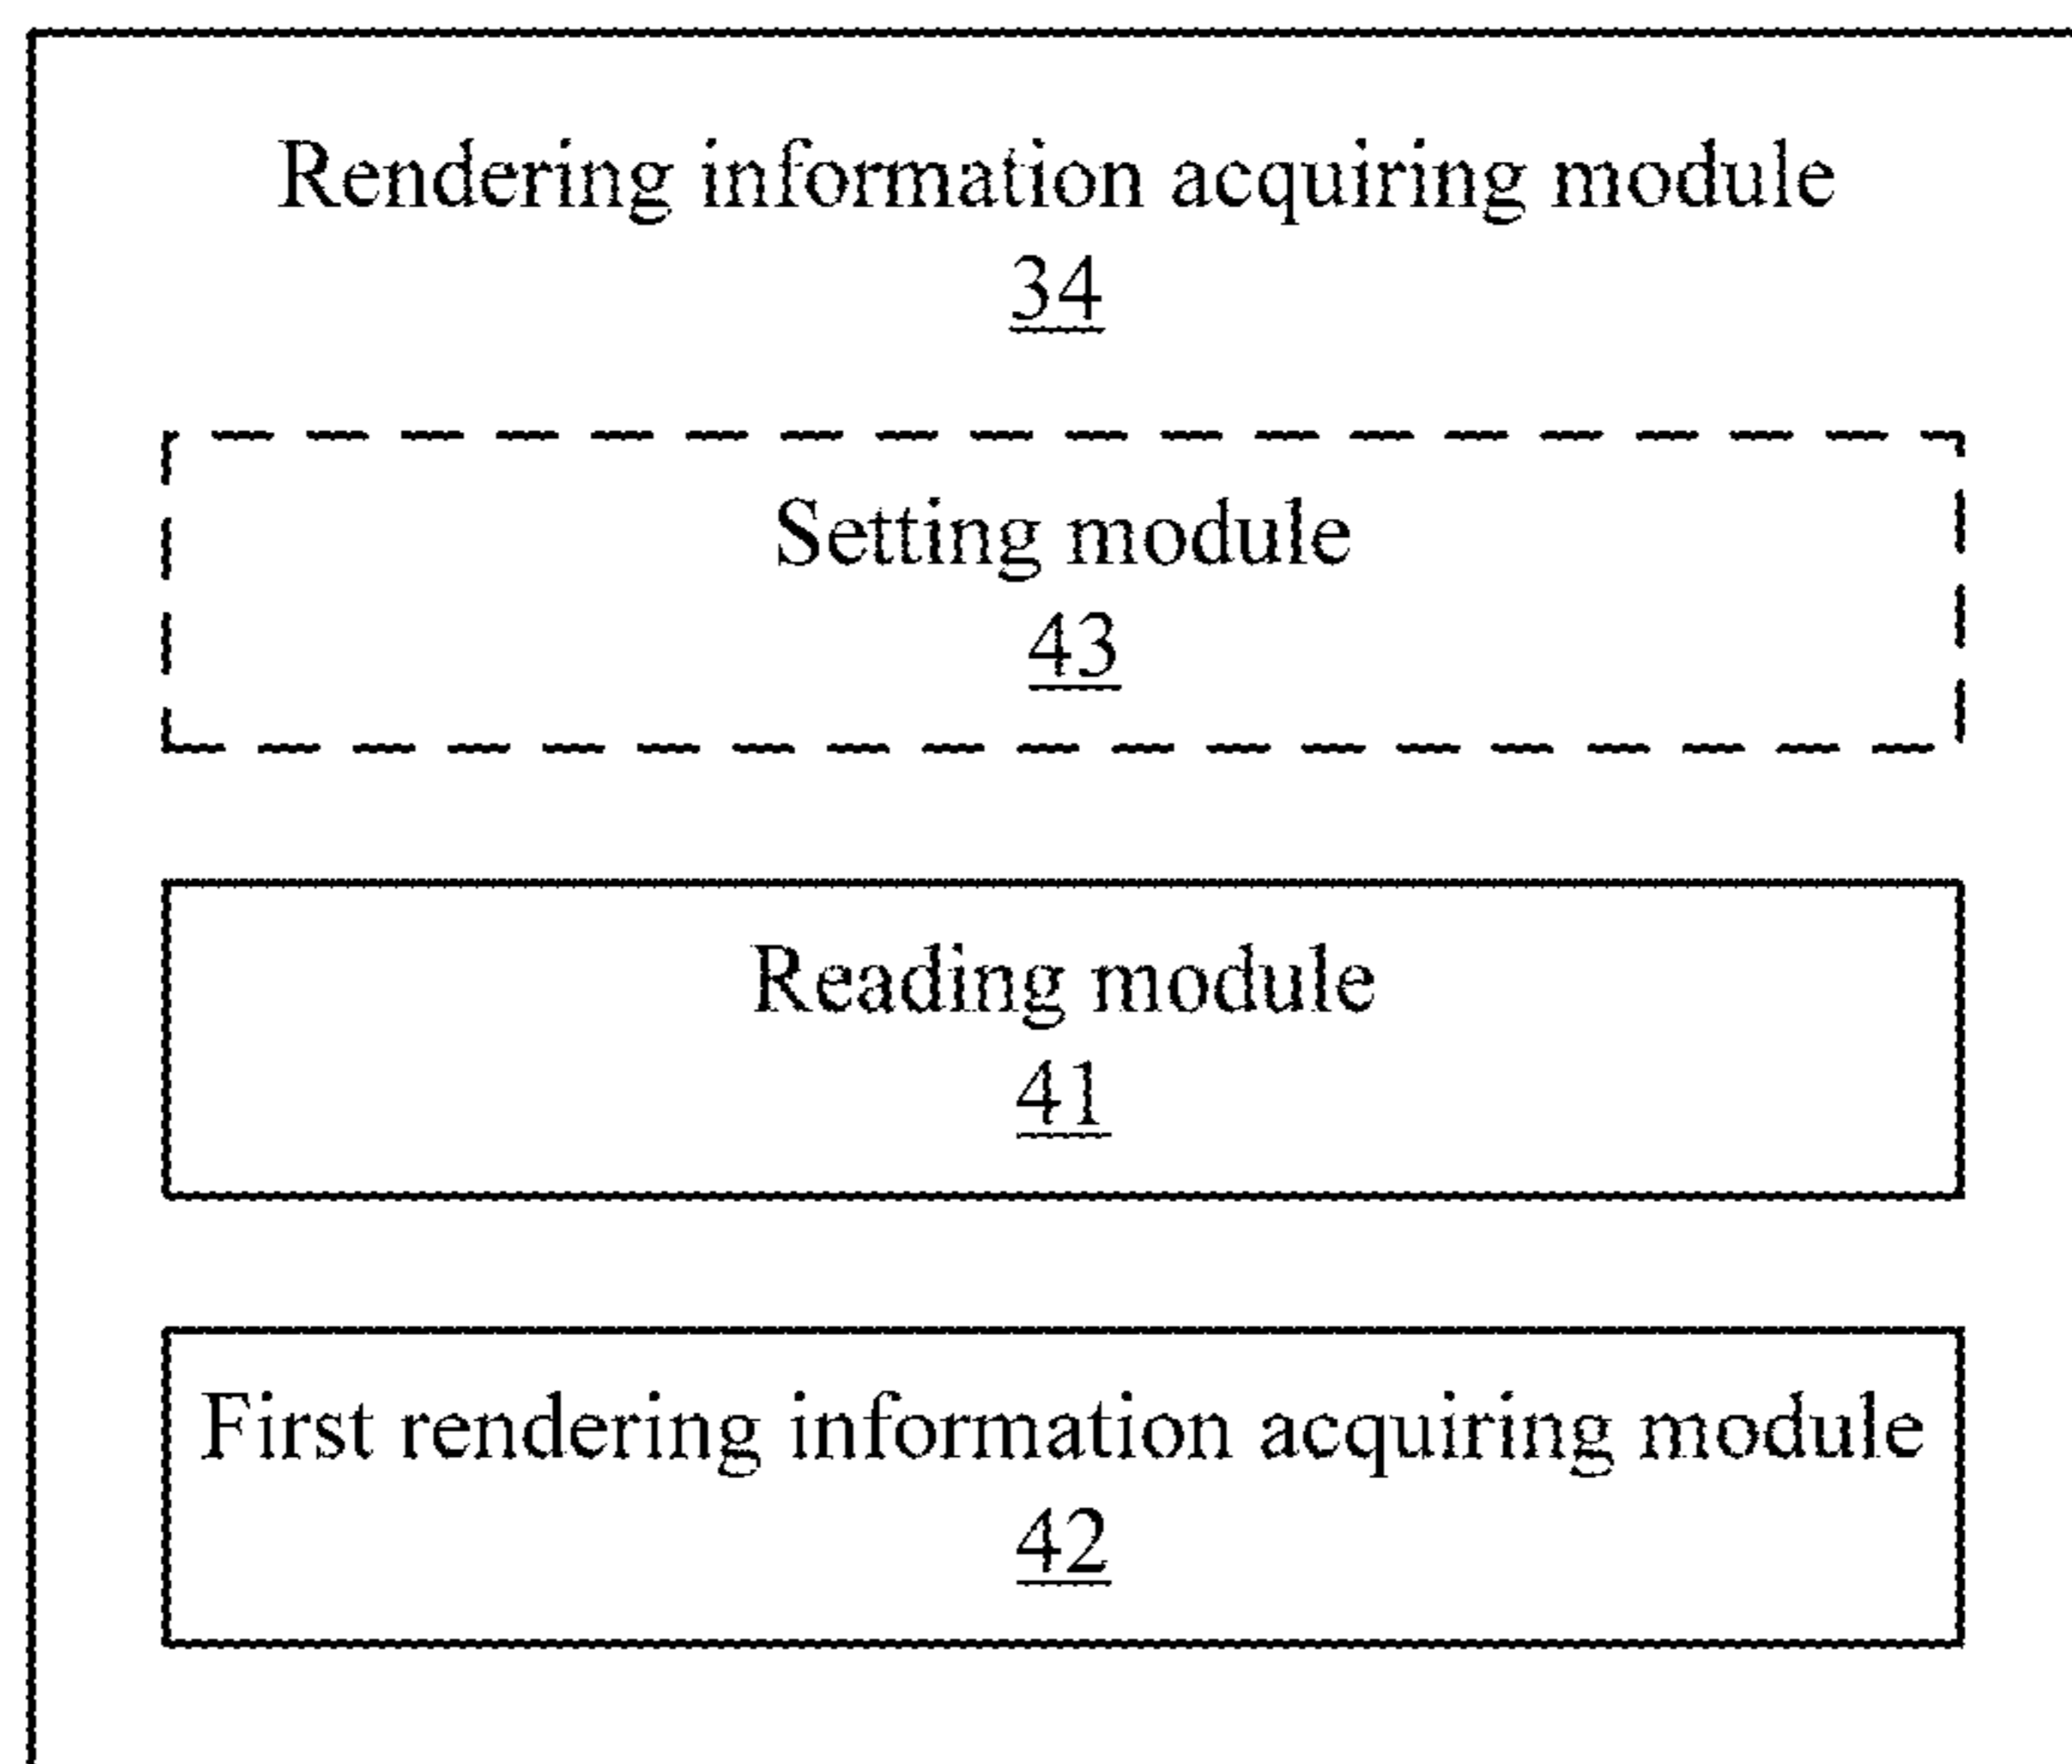 Rendering information acquiring module
34
Setting module
43
Reading module
41
First rendering information acquiring module
42